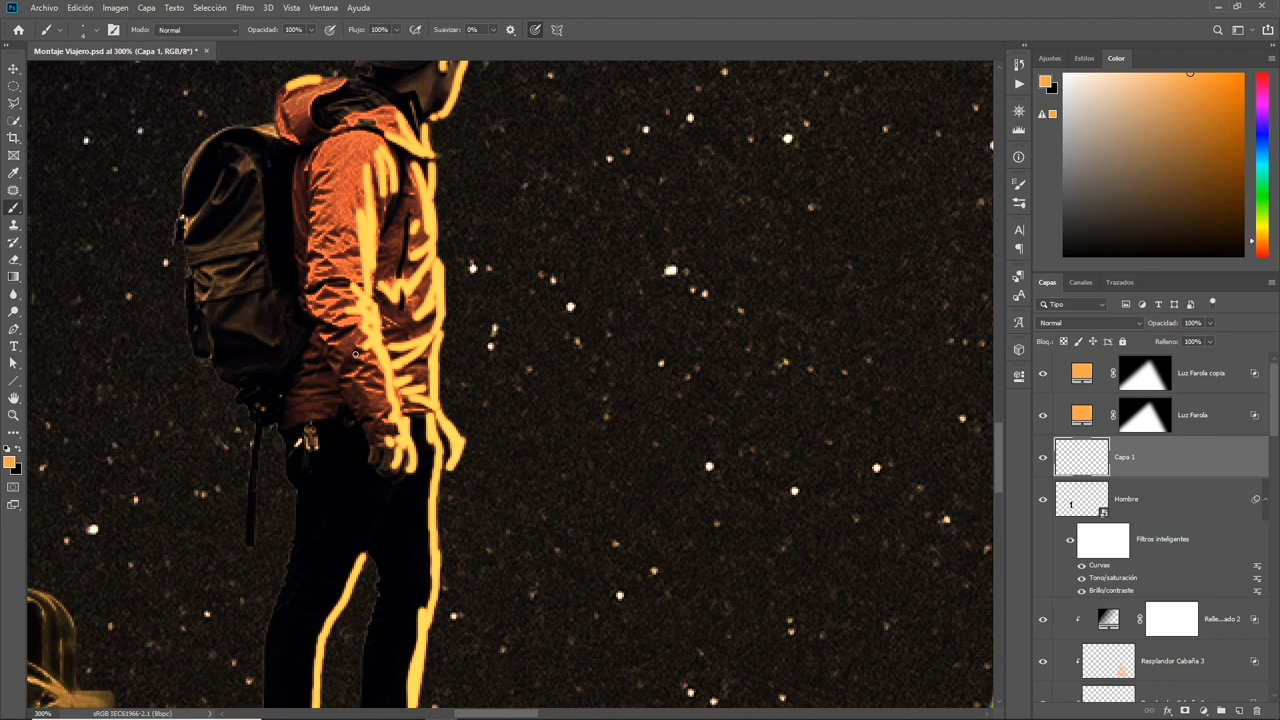 Ps Archivo Edición Imagen Capa Texto Selección Filtro 3D Vista Ventana Ayuda
4 Modo: Normal Opacidad: 100% Flujo: 100% Suavizar: 0%
Montaje Viajero.psd al 300% (Capa 1, RGB/8*) * ×
Ajustes Estilos Color
Capas Canales Trazados
Tipo
Normal Opacidad: 100%
Bloq.: Relleno: 100%
Luz Farola copia
Luz Farola
Capa 1
Hombre
Filtros inteligentes
Curvas
Tono/saturación
Brillo/contraste
Relle...ado 2
Resplandor Cabaña 3
300% sRGB IEC61966-2.1 (8bpc)